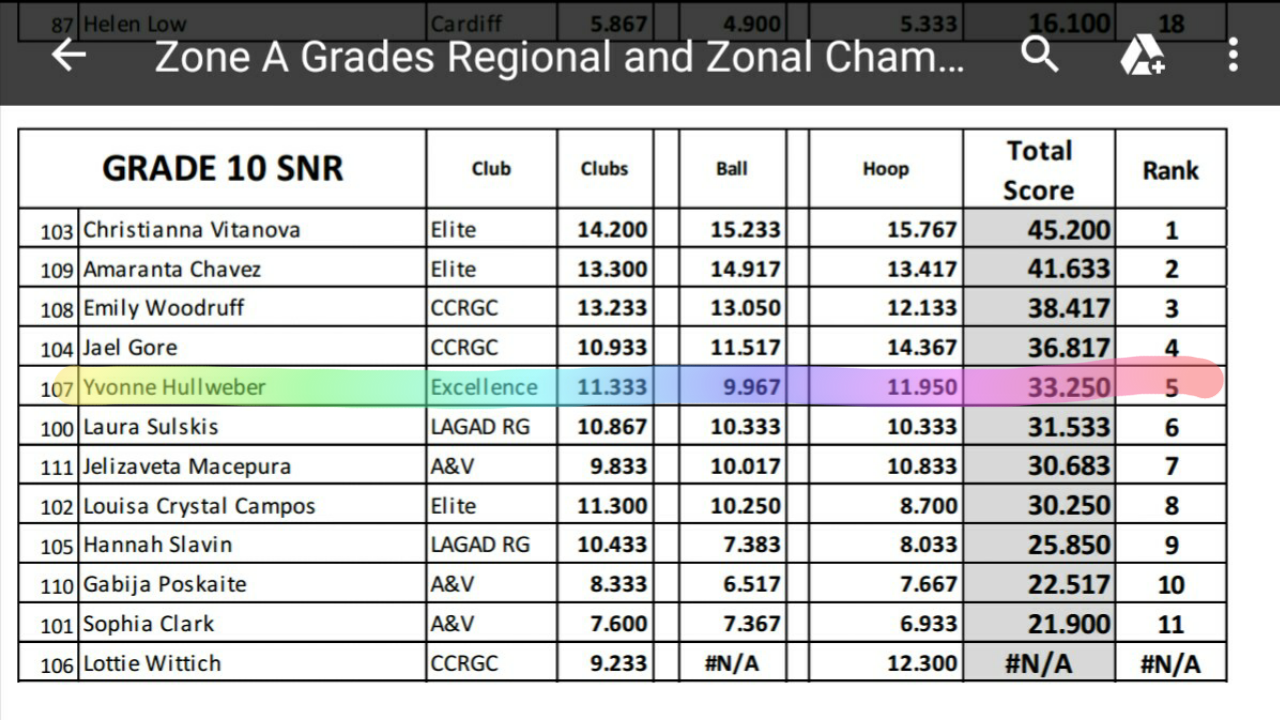 87 Helen Low Cardiff 5.867 4.900 5.333 16.100 18
Zone A Grades Regional and Zonal Cham...
GRADE 10 SNR Club Clubs Ball Hoop Total Score Rank
103 Christianna Vitanova Elite 14.200 15.233 15.767 45.200 1
109 Amaranta Chavez Elite 13.300 14.917 13.417 41.633 2
108 Emily Woodruff CCRGC 13.233 13.050 12.133 38.417 3
104 Jael Gore CCRGC 10.933 11.517 14.367 36.817 4
107 Yvonne Hullweber Excellence 11.333 9.967 11.950 33.250 5
100 Laura Sulskis LAGAD RG 10.867 10.333 10.333 31.533 6
111 Jelizaveta Macepura A&V 9.833 10.017 10.833 30.683 7
102 Louisa Crystal Campos Elite 11.300 10.250 8.700 30.250 8
105 Hannah Slavin LAGAD RG 10.433 7.383 8.033 25.850 9
110 Gabija Poskaite A&V 8.333 6.517 7.667 22.517 10
101 Sophia Clark A&V 7.600 7.367 6.933 21.900 11
106 Lottie Wittich CCRGC 9.233 #N/A 12.300 #N/A #N/A